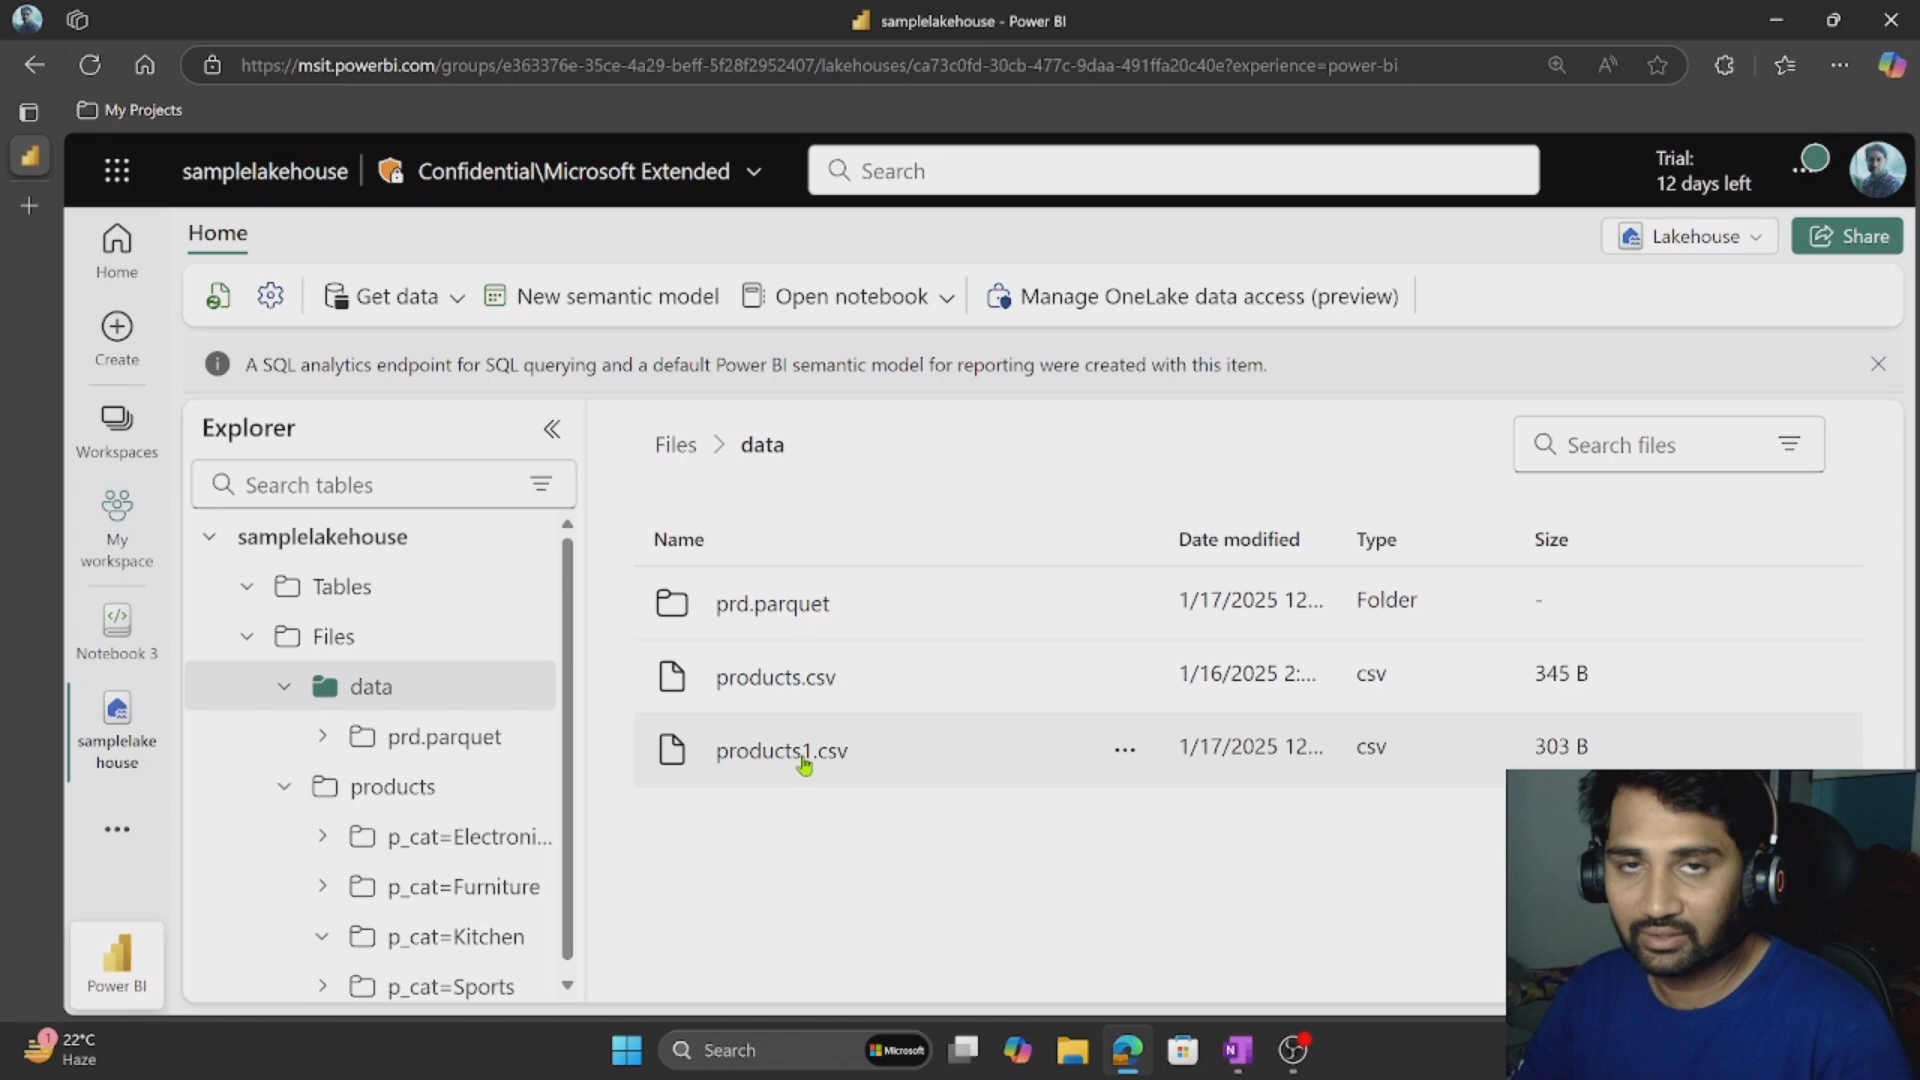 samplelakehouse - Power BI
https://msit.powerbi.com/groups/e363376e-35ce-4a29-beff-5f28f2952407/lakehouses/ca73c0fd-30cb-477c-9daa-491ffa20c40e?experience=power-bi
My Projects
samplelakehouse
Confidential\Microsoft Extended
Search
Trial:
12 days left
Home
Lakehouse
Share
Get data
New semantic model
Open notebook
Manage OneLake data access (preview)
A SQL analytics endpoint for SQL querying and a default Power BI semantic model for reporting were created with this item.
Home
Create
Workspaces
My
workspace
Notebook 3
samplelake
house
Power BI
Explorer
Search tables
samplelakehouse
Tables
Files
data
prd.parquet
products
p_cat=Electroni...
p_cat=Furniture
p_cat=Kitchen
p_cat=Sports
Files > data
Search files
Name Date modified Type Size
prd.parquet 1/17/2025 12... Folder -
products.csv 1/16/2025 2:... csv 345 B
products1.csv ... 1/17/2025 12... csv 303 B
1
22°C
Haze
Search
Microsoft
N